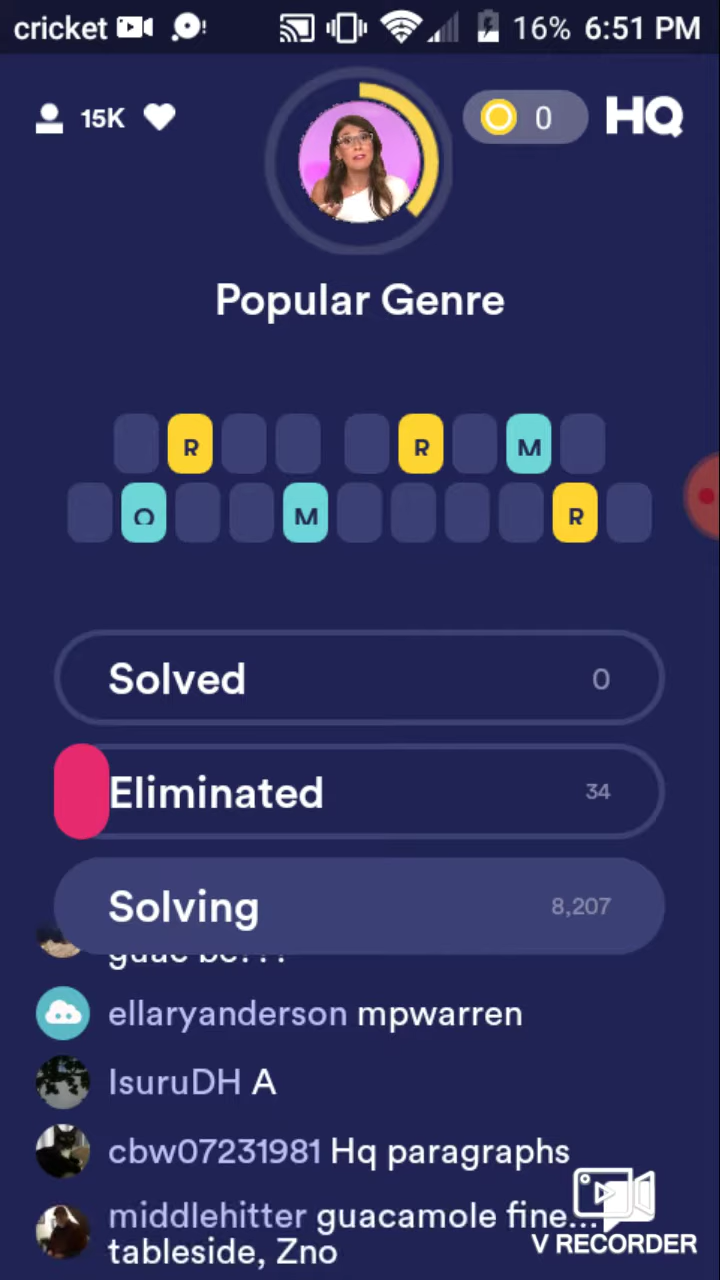 cricket 16% 6:51 PM
15K 0 HQ
Popular Genre
R R M
O M R
Solved 0
Eliminated 34
Solving 8,207
ellaryanderson mpwarren
IsuruDH A
cbw07231981 Hq paragraphs
middlehitter guacamole fine...
tableside, Zno
V RECORDER